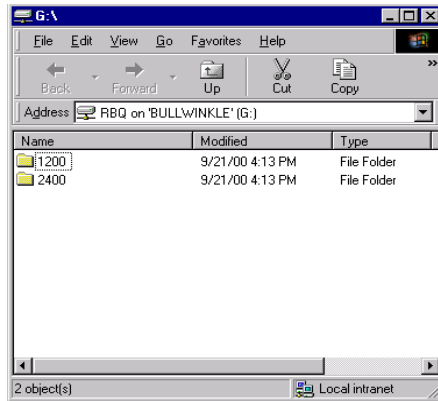 G:\
File Edit View Go Favorites Help
Back Forward Up Cut Copy »
Address RBQ on 'BULLWINKLE' (G:)
Name Modified Type
1200 9/21/00 4:13 PM File Folder
2400 9/21/00 4:13 PM File Folder
2 object(s) Local intranet